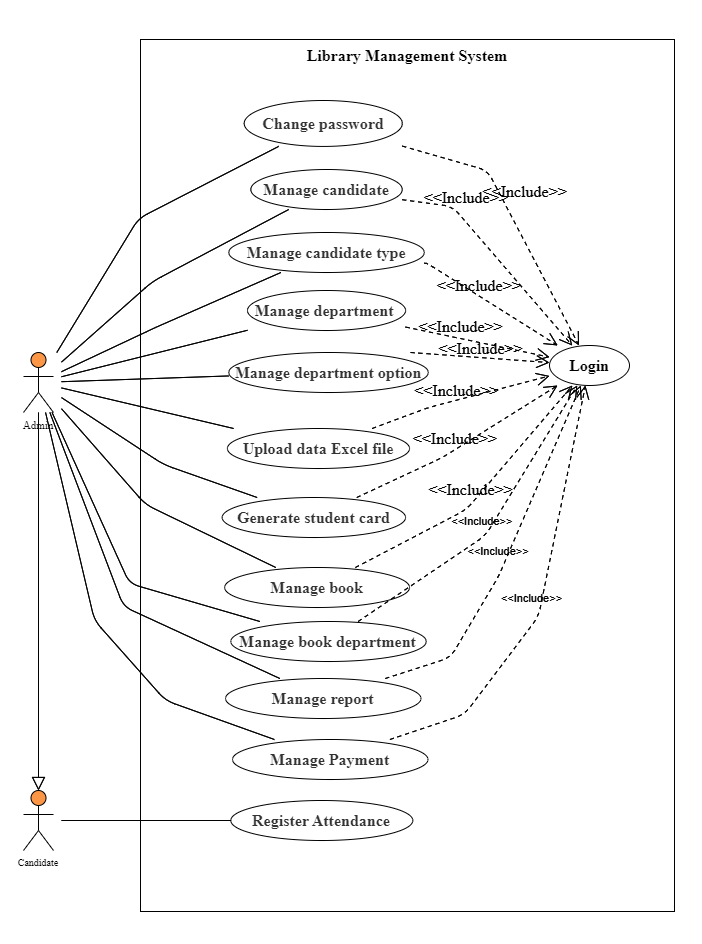 Library Management System
Change password
Manage candidate
<<Include>>
<<Include>>
Manage candidate type
<<Include>>
Manage department
<<Include>>
<<Include>>
Login
Manage department option
<<Include>>
Admin
<<Include>>
Upload data Excel file
<<Include>>
Generate student card
<<Include>>
<<Include>>
Manage book
<<Include>>
Manage book department
Manage report
Manage Payment
Register Attendance
Candidate